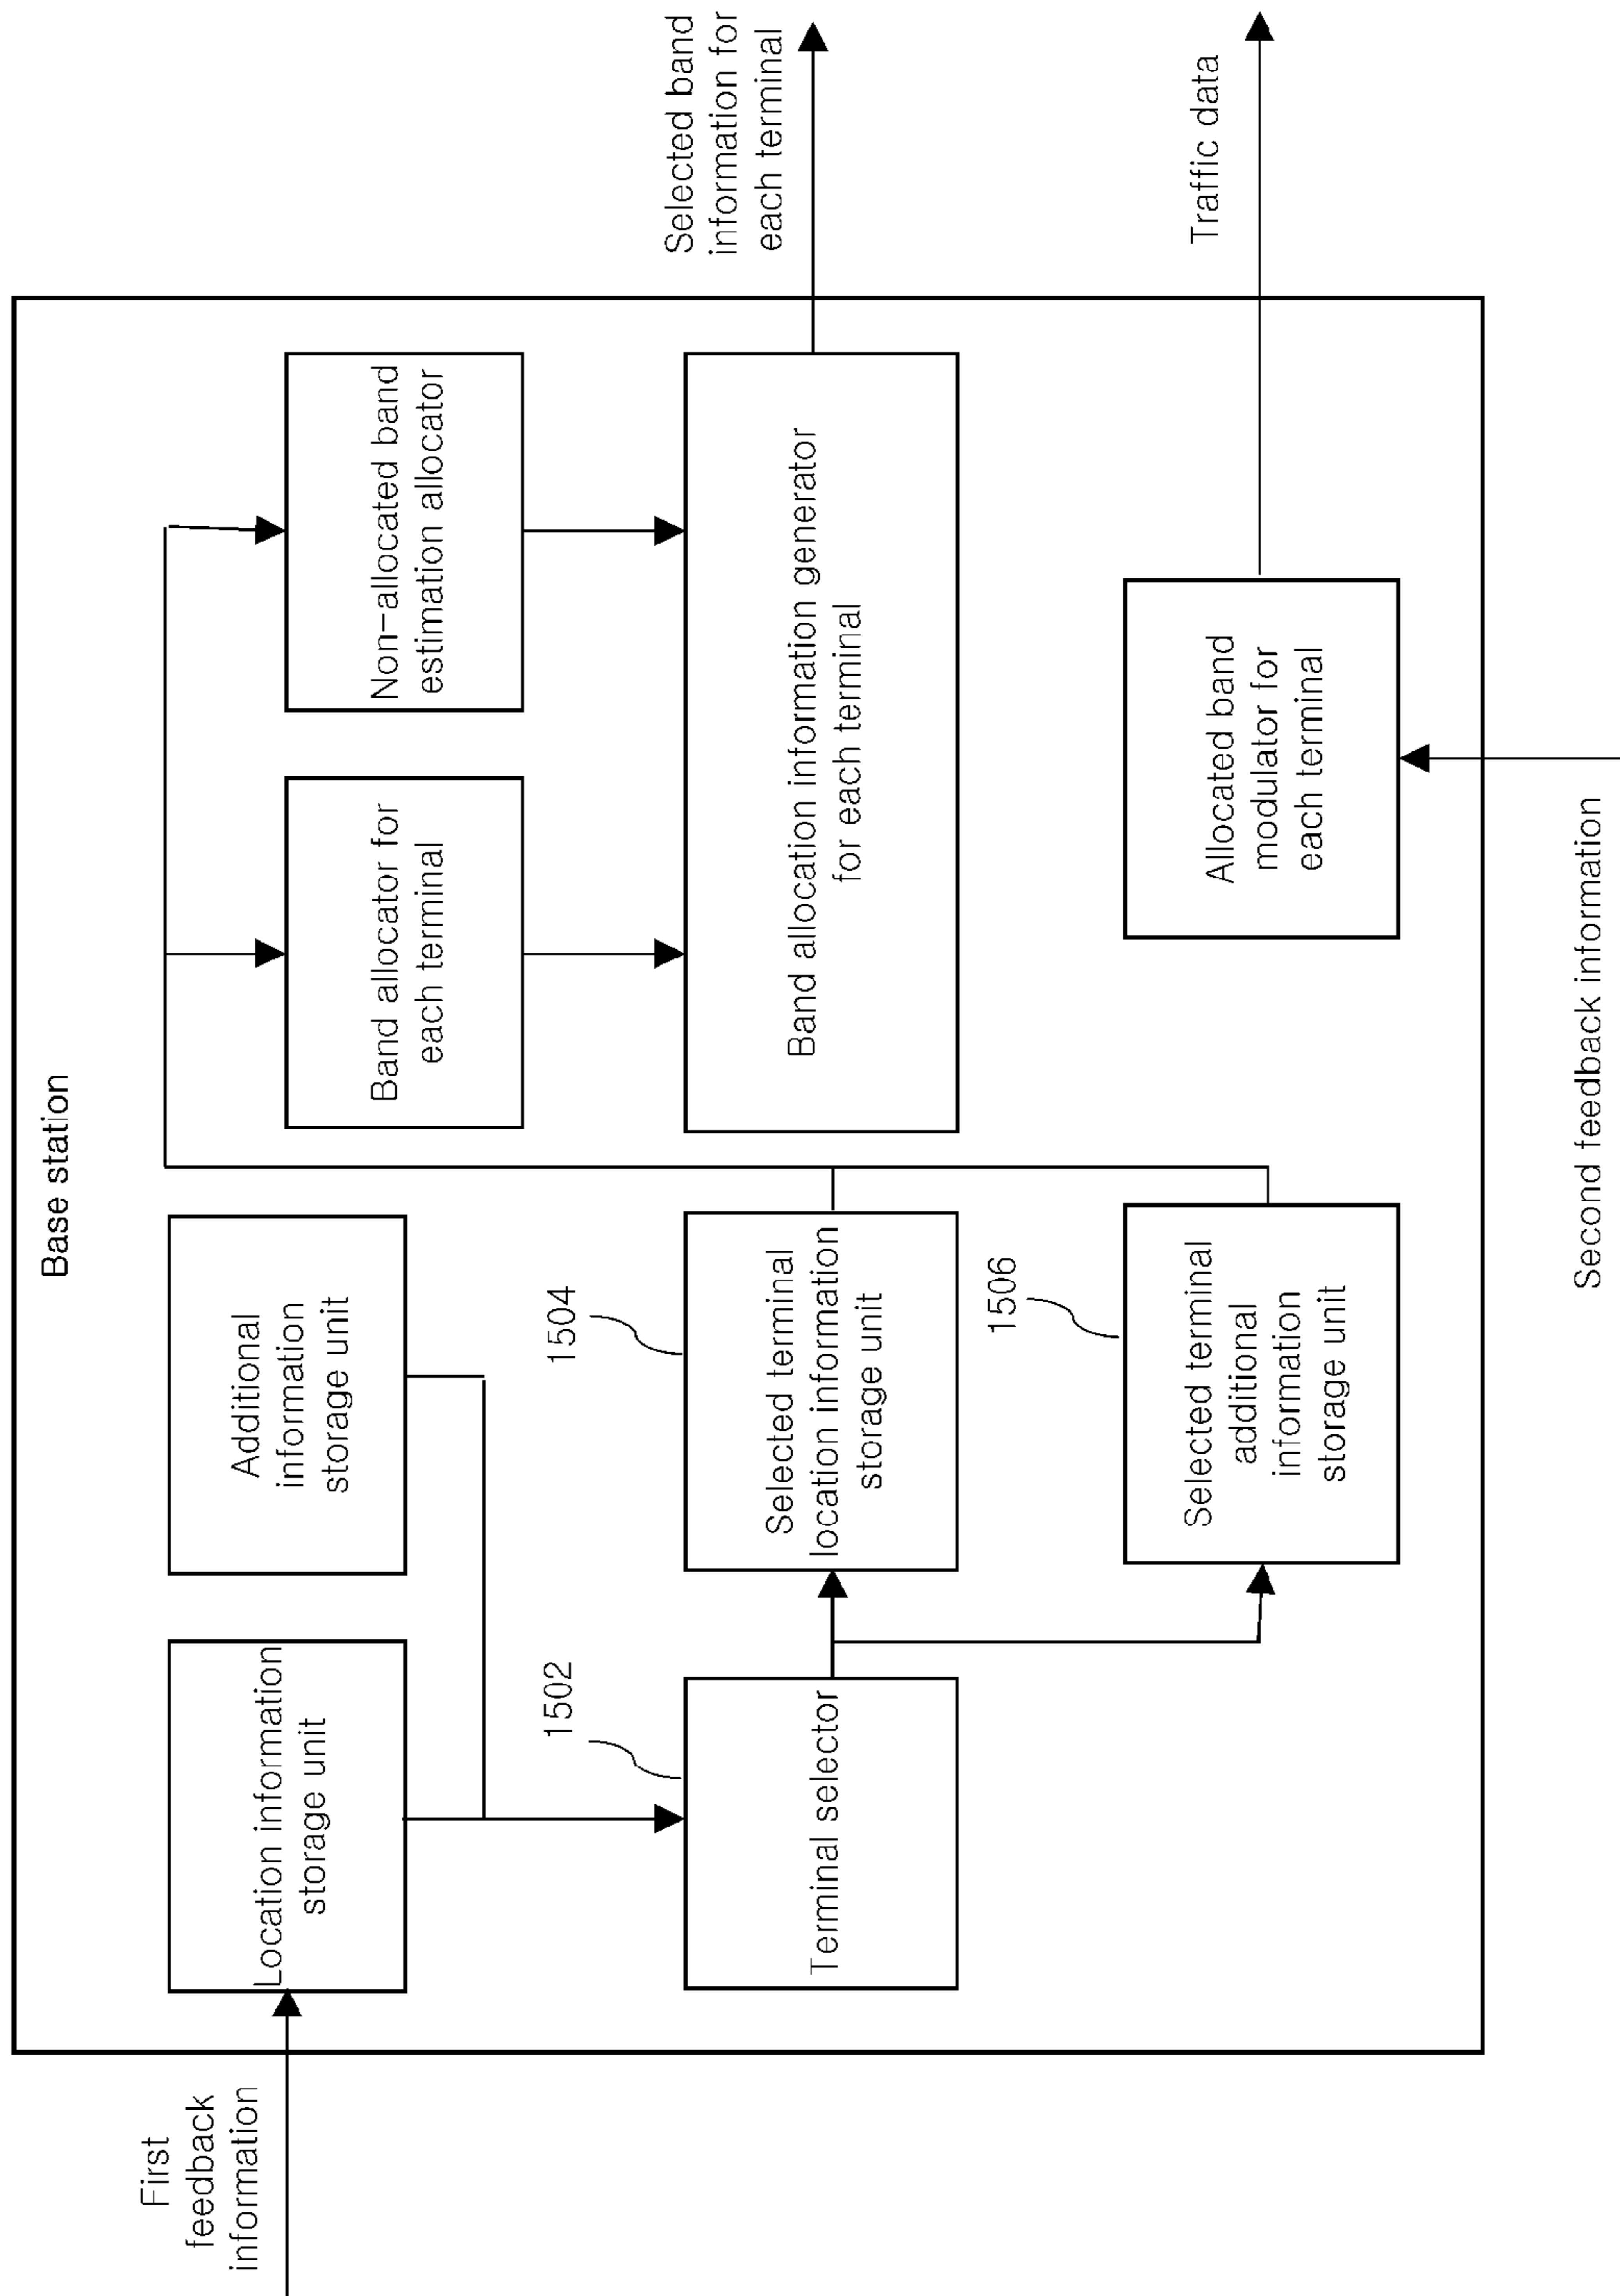 Base station
First
feedback
information
Location information
storage unit
Additional
information
storage unit
Band allocator for
each terminal
Non-allocated band
estimation allocator
1502
Terminal selector
1504
Selected terminal
location information
storage unit
Band allocation information generator
for each terminal
Selected band
information for
each terminal
1506
Selected terminal
additional
information
storage unit
Allocated band
modulator for
each terminal
Traffic data
Second feedback information